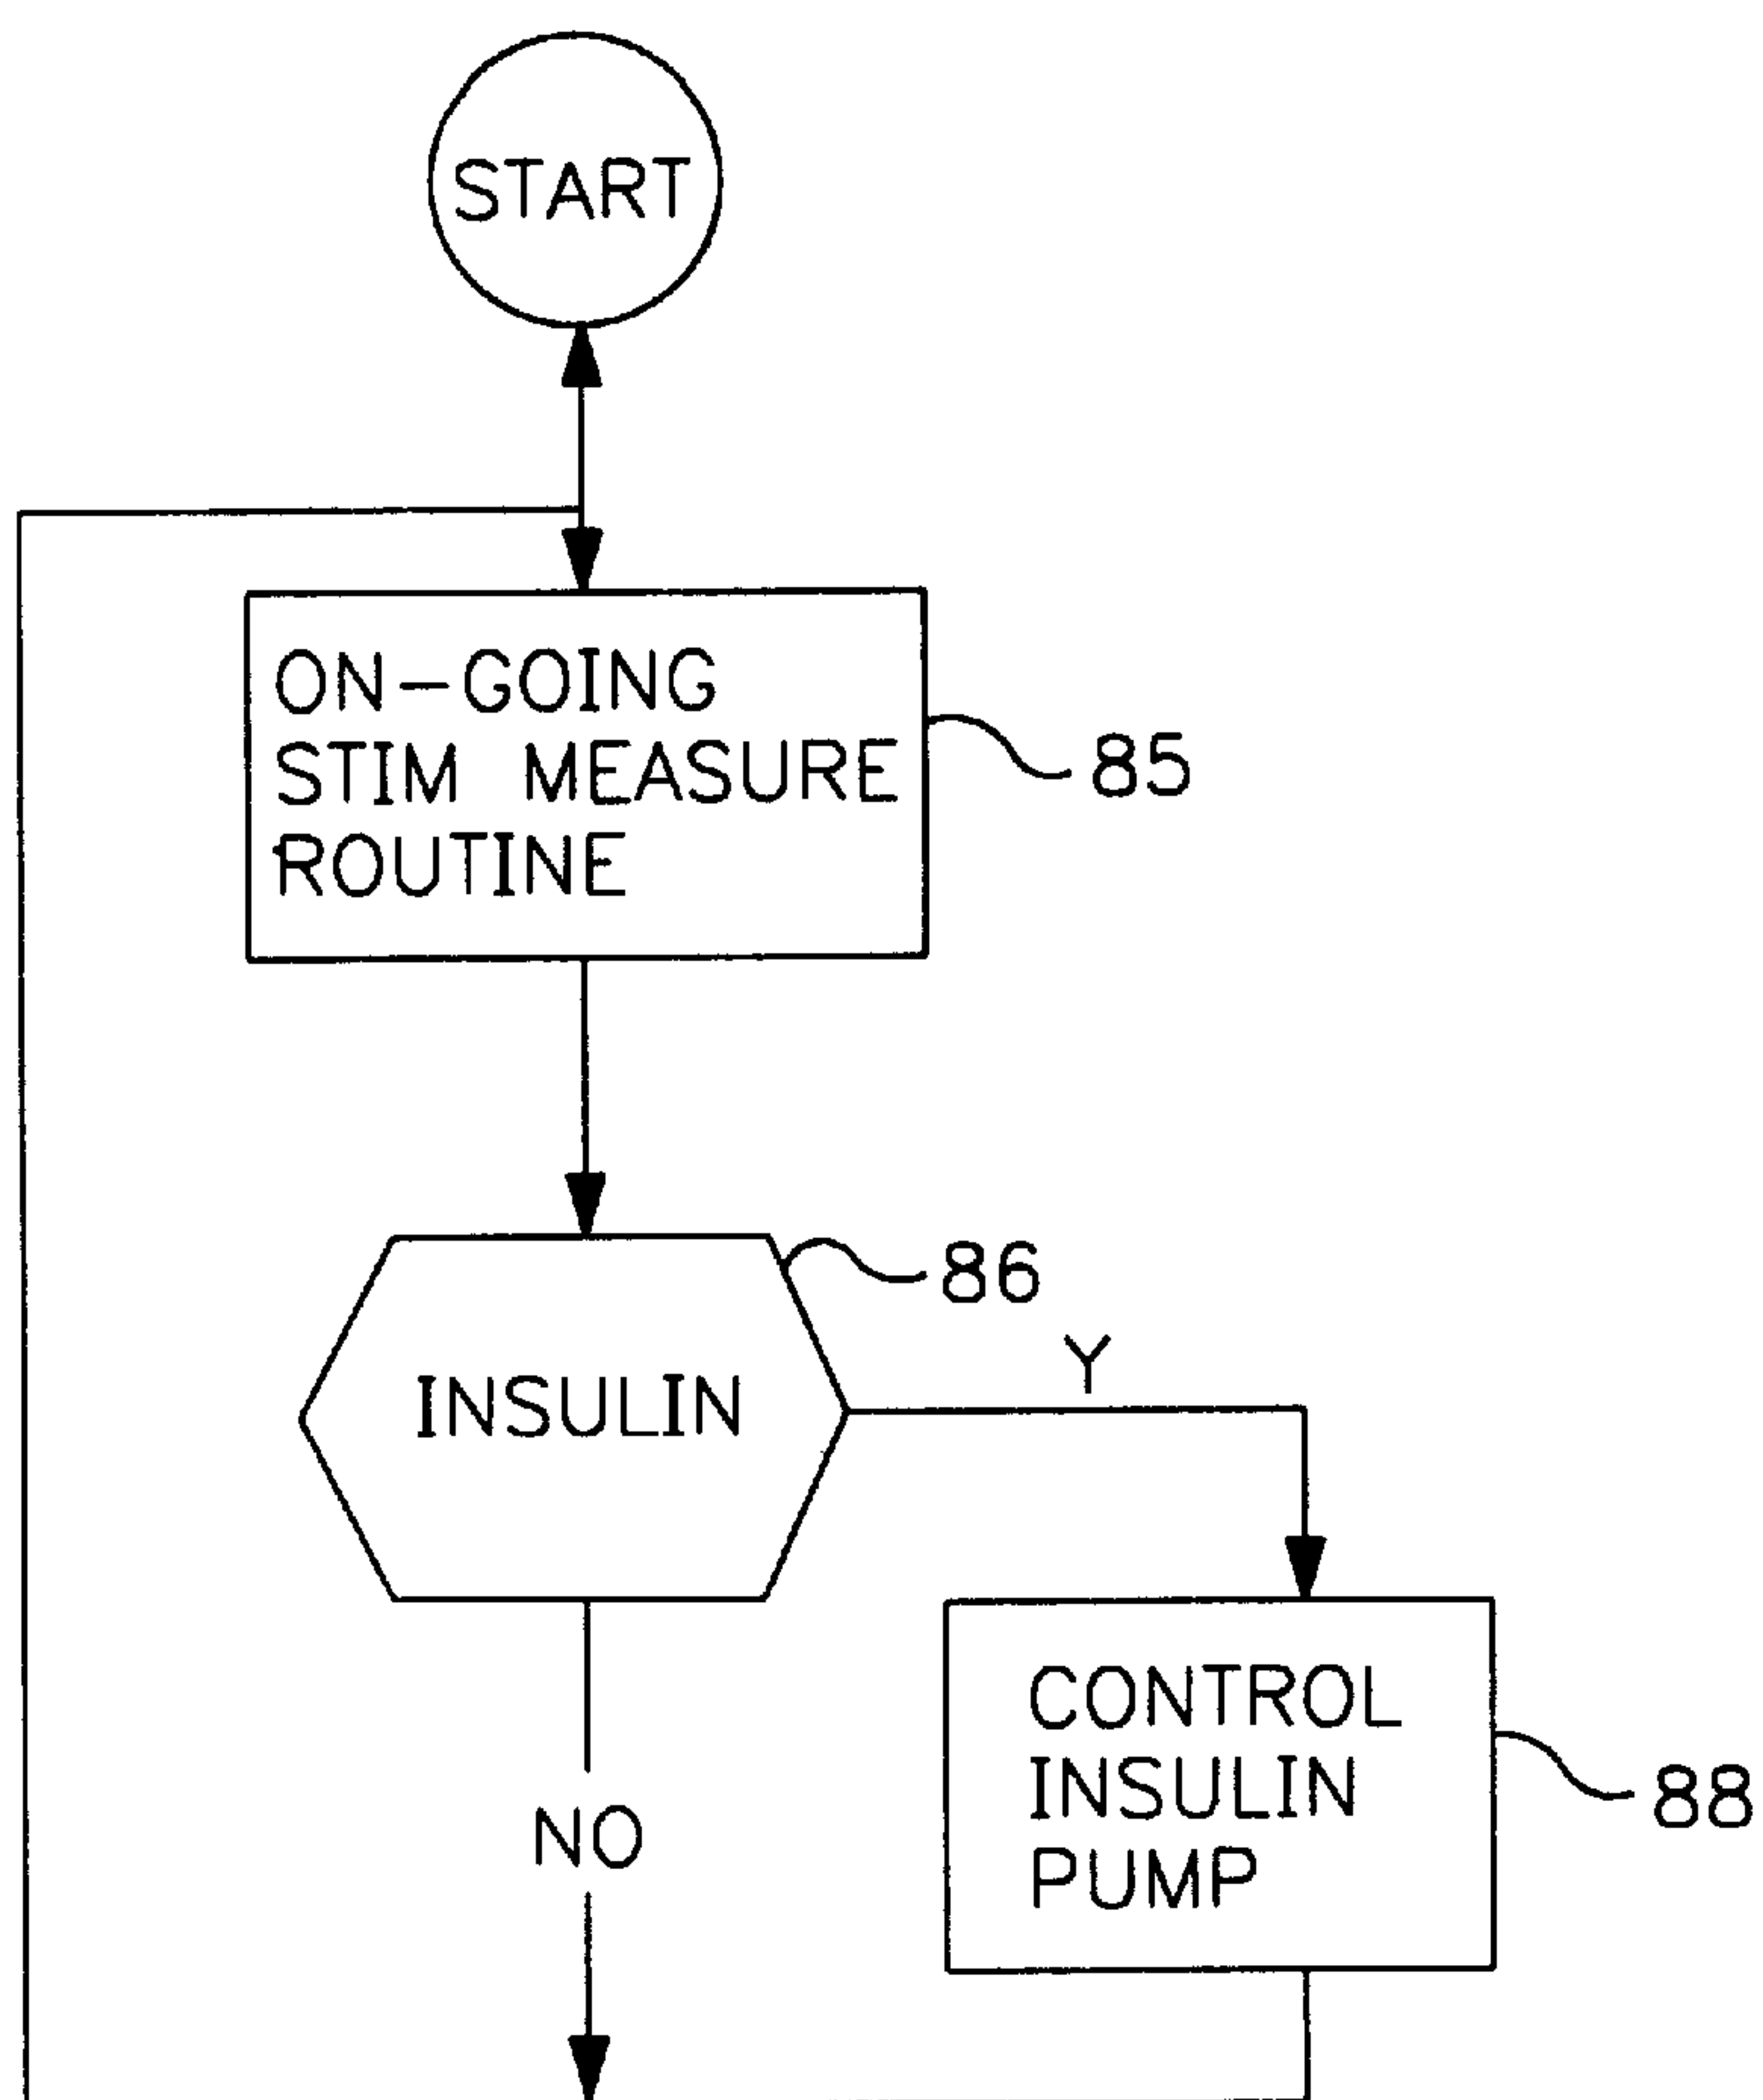 START
ON-GOING
STIM MEASURE
ROUTINE
85
86
INSULIN
Y
CONTROL
INSULIN
PUMP
88
NO